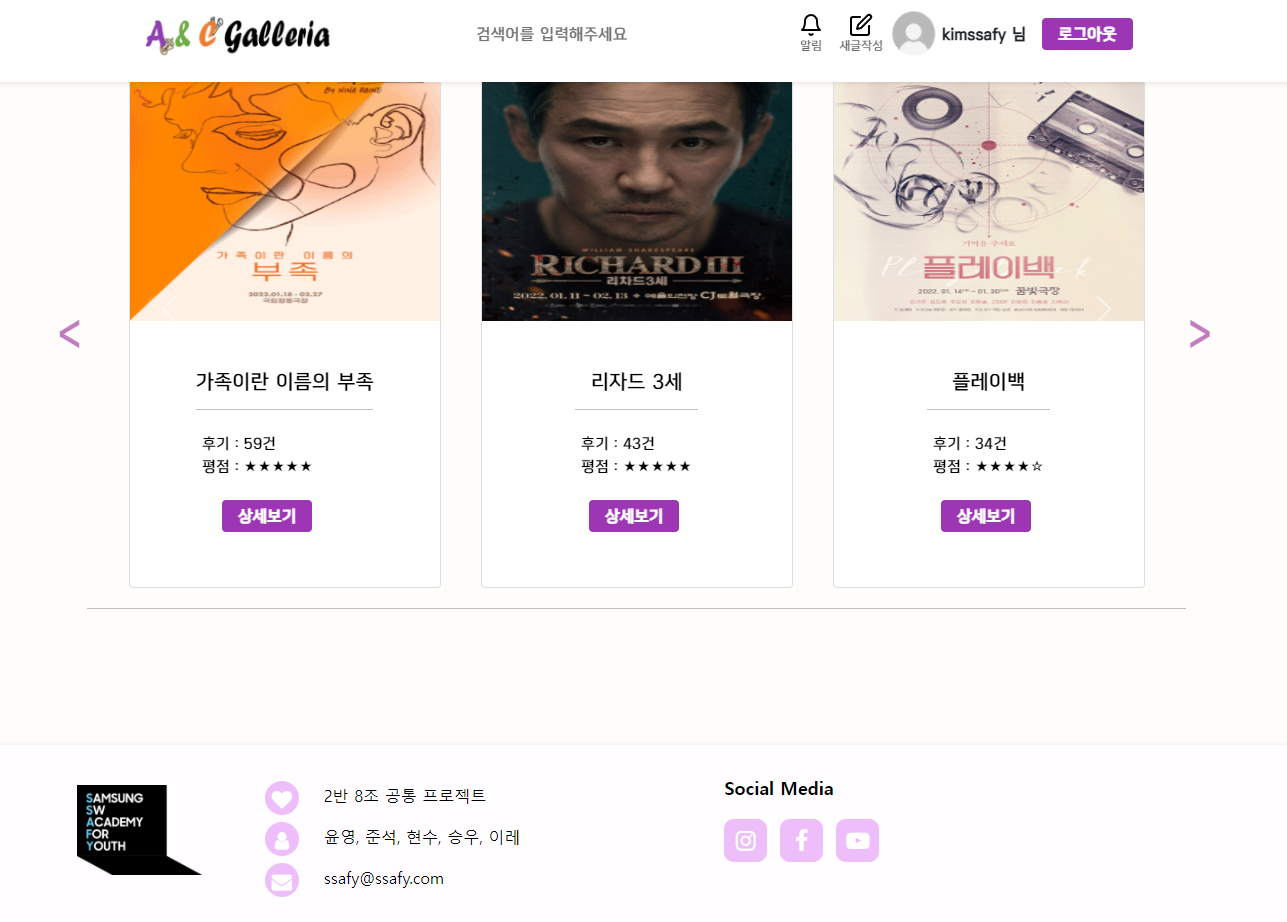 A & C Galleria
검색어를 입력해주세요
알림
새글작성
kimssafy 님
로그아웃
By NINA RAINE
가족이란 이름의
부족
2022.01.18 - 02.27
국립정동극장
WILLIAM SHAKESPEARE
RICHARD III
리차드3세
2022. 01. 11 ~ 02. 13 예술의전당 CJ토월극장
기억을 주세요
플레이백
2022. 01. 14 ~ 01. 30 꿈빛극장
<
>
가족이란 이름의 부족
후기 : 59건
평점 : ★★★★★
상세보기
리자드 3세
후기 : 43건
평점 : ★★★★★
상세보기
플레이백
후기 : 34건
평점 : ★★★★☆
상세보기
SAMSUNG
SW
ACADEMY
FOR
YOUTH
2반 8조 공통 프로젝트
윤영, 준석, 현수, 승우, 이레
ssafy@ssafy.com
Social Media